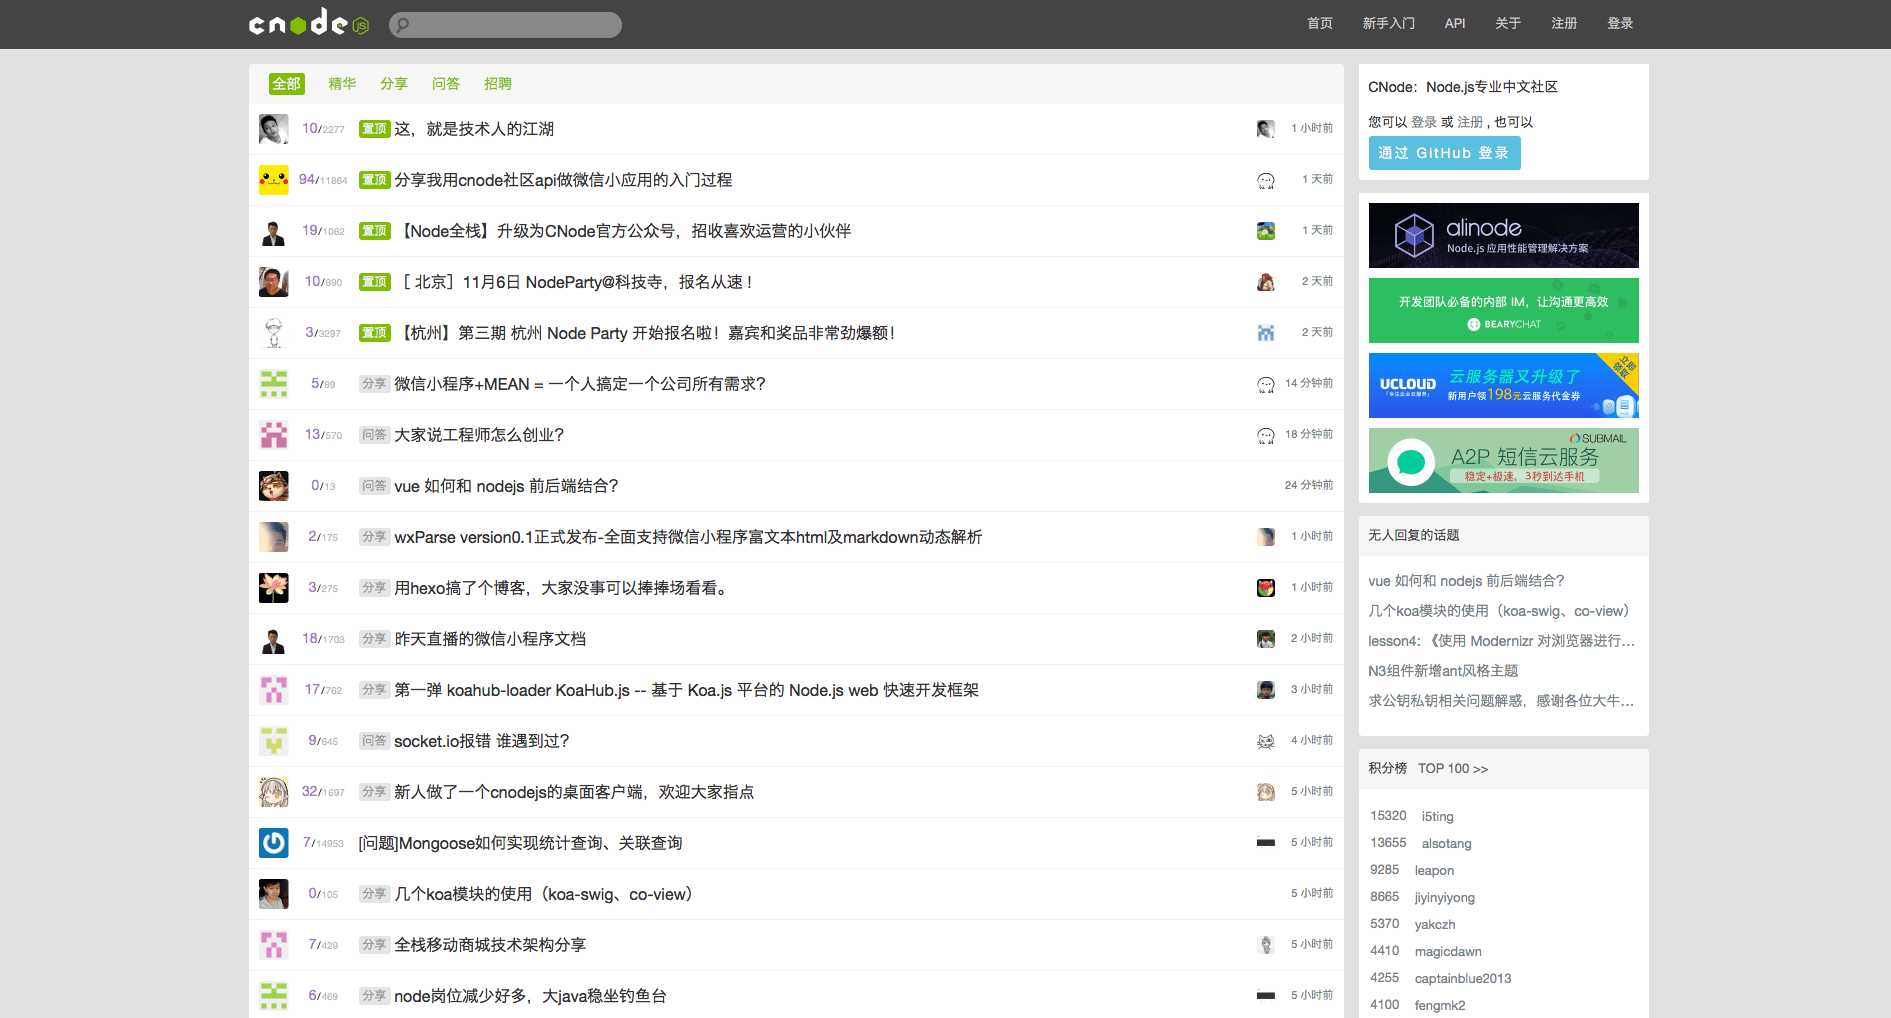 cnode js
首页 新手入门 API 关于 注册 登录
全部 精华 分享 问答 招聘
10/2277 置顶 这，就是技术人的江湖 1 小时前
94/11864 置顶 分享我用cnode社区api做微信小应用的入门过程 1 天前
19/1062 置顶 【Node全栈】升级为CNode官方公众号，招收喜欢运营的小伙伴 1 天前
10/890 置顶 ［ 北京］11月6日 NodeParty@科技寺，报名从速！ 2 天前
3/3297 置顶 【杭州】第三期 杭州 Node Party 开始报名啦！嘉宾和奖品非常劲爆额！ 2 天前
5/89 分享 微信小程序+MEAN = 一个人搞定一个公司所有需求？ 14 分钟前
13/570 问答 大家说工程师怎么创业？ 18 分钟前
0/13 问答 vue 如何和 nodejs 前后端结合？ 24 分钟前
2/175 分享 wxParse version0.1正式发布-全面支持微信小程序富文本html及markdown动态解析 1 小时前
3/275 分享 用hexo搞了个博客，大家没事可以捧捧场看看。 1 小时前
18/1703 分享 昨天直播的微信小程序文档 2 小时前
17/762 分享 第一弹 koahub-loader KoaHub.js -- 基于 Koa.js 平台的 Node.js web 快速开发框架 3 小时前
9/645 问答 socket.io报错 谁遇到过？ 4 小时前
32/1697 分享 新人做了一个cnodejs的桌面客户端，欢迎大家指点 5 小时前
7/14953 [问题]Mongoose如何实现统计查询、关联查询 5 小时前
0/105 分享 几个koa模块的使用（koa-swig、co-view） 5 小时前
7/429 分享 全栈移动商城技术架构分享 5 小时前
6/469 分享 node岗位减少好多，大java稳坐钓鱼台 5 小时前
CNode：Node.js专业中文社区
您可以 登录 或 注册 , 也可以
通过 GitHub 登录
alinode
Node.js 应用性能管理解决方案
开发团队必备的内部 IM，让沟通更高效
BEARYCHAT
立即领取
UCLOUD 云服务器又升级了
「专注企业云服务」 新用户领198元云服务代金券
SUBMAIL
A2P 短信云服务
稳定+极速，3秒到达手机
无人回复的话题
vue 如何和 nodejs 前后端结合？
几个koa模块的使用（koa-swig、co-view）
lesson4: 《使用 Modernizr 对浏览器进行...
N3组件新增ant风格主题
求公钥私钥相关问题解惑，感谢各位大牛...
积分榜 TOP 100 >>
15320 i5ting
13655 alsotang
9285 leapon
8665 jiyinyiyong
5370 yakczh
4410 magicdawn
4255 captainblue2013
4100 fengmk2